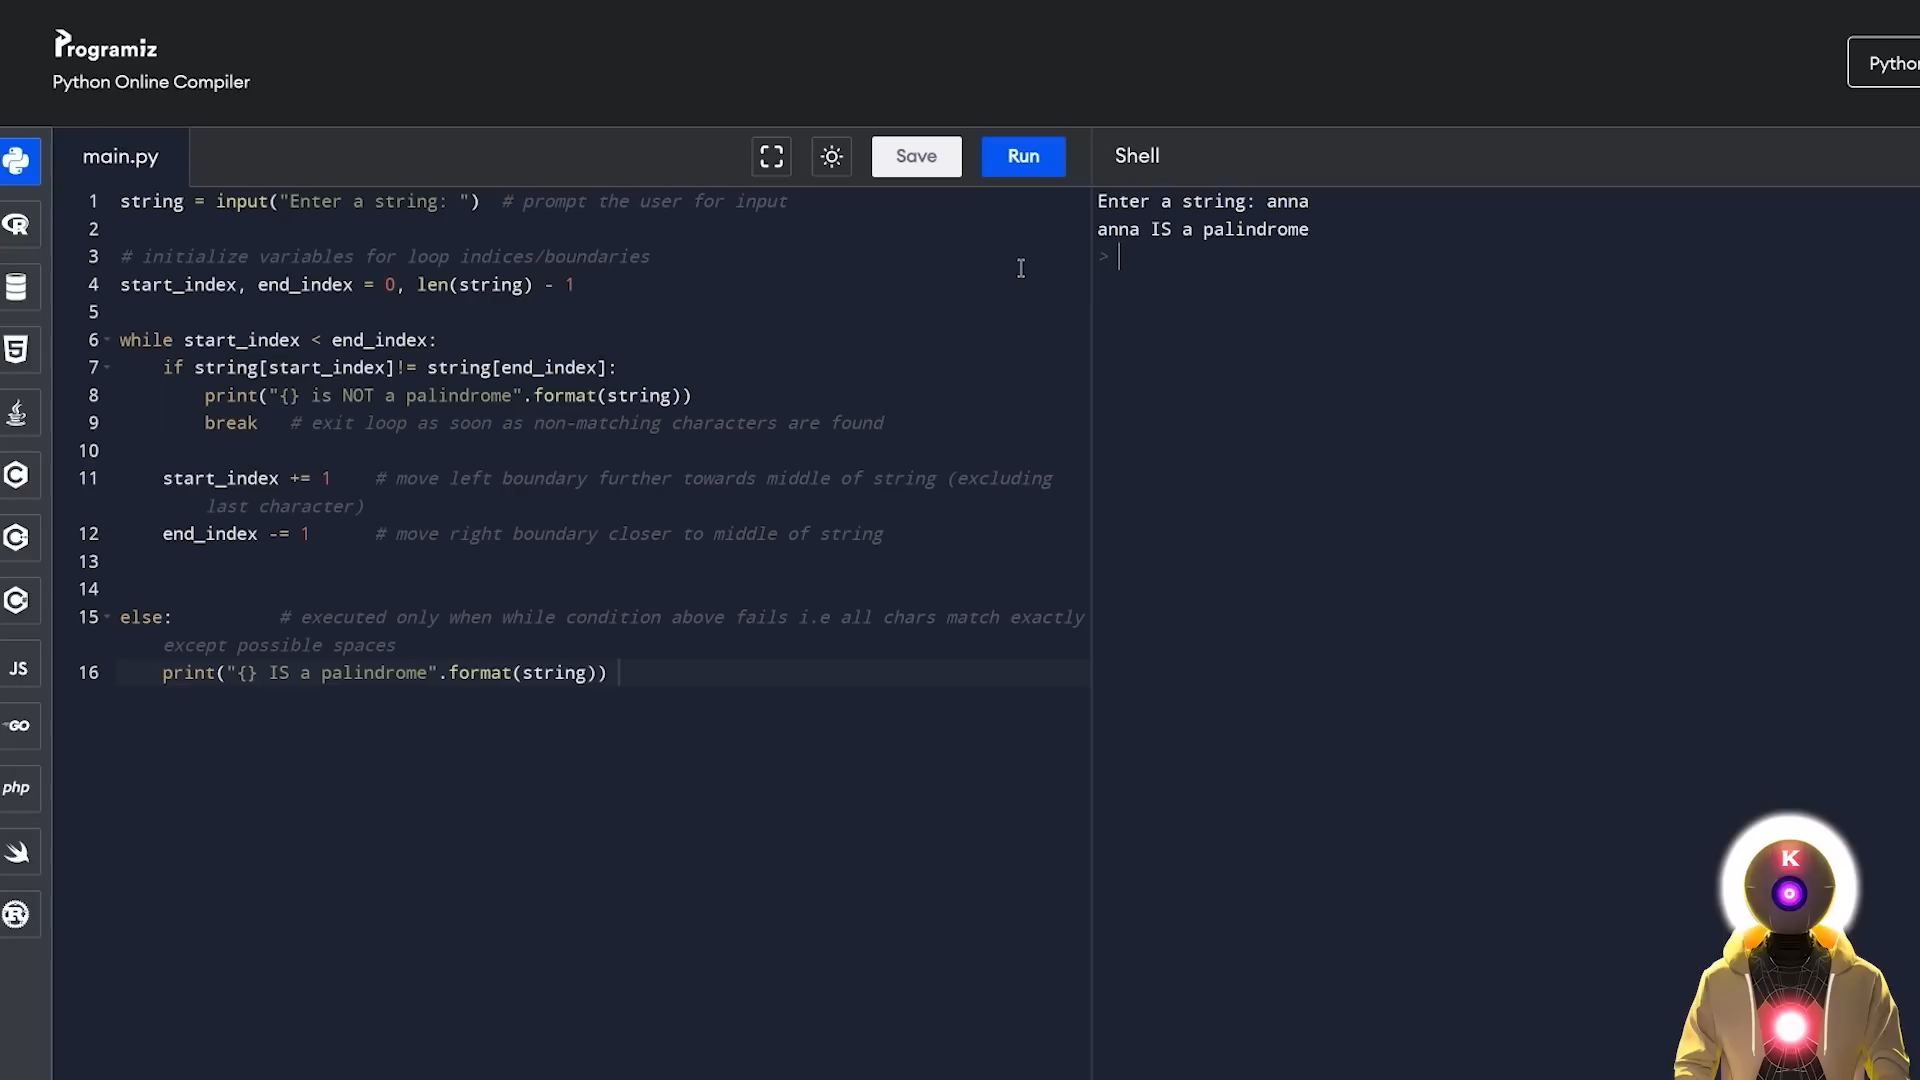 Programiz
Python Online Compiler
Pytho
main.py
Save
Run
Shell
1 string = input("Enter a string: ")  # prompt the user for input
2
3 # initialize variables for loop indices/boundaries
4 start_index, end_index = 0, len(string) - 1
5
6 while start_index < end_index:
7     if string[start_index]!= string[end_index]:
8         print("{} is NOT a palindrome".format(string))
9         break   # exit loop as soon as non-matching characters are found
10
11     start_index += 1    # move left boundary further towards middle of string (excluding
last character)
12     end_index -= 1      # move right boundary closer to middle of string
13
14
15 else:          # executed only when while condition above fails i.e all chars match exactly
except possible spaces
16     print("{} IS a palindrome".format(string))
Enter a string: anna
anna IS a palindrome
>
R
5
C
C
C
JS
GO
php
R
K